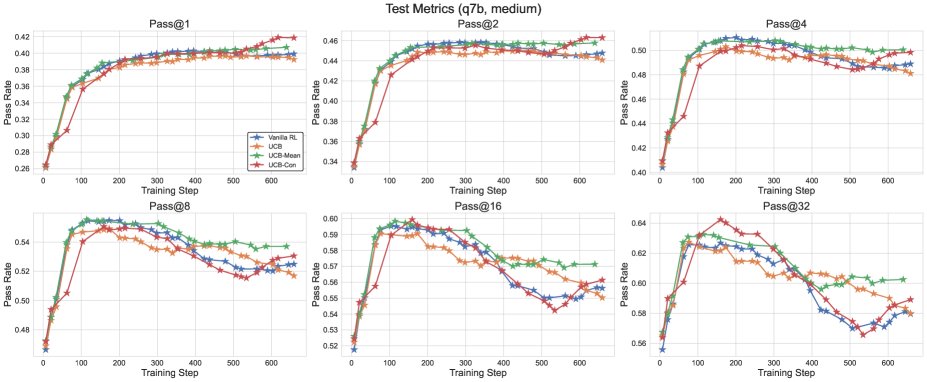 Test Metrics (q7b, medium)
Pass@1
Pass Rate
0.42
0.40
0.38
0.36
0.34
0.32
0.30
0.28
0.26
0 100 200 300 400 500 600
Training Step
Vanilla RL
UCB
UCB-Mean
UCB-Con
Pass@2
Pass Rate
0.46
0.44
0.42
0.40
0.38
0.36
0.34
0 100 200 300 400 500 600
Training Step
Pass@4
Pass Rate
0.50
0.48
0.46
0.44
0.42
0.40
0 100 200 300 400 500 600
Training Step
Pass@8
Pass Rate
0.54
0.52
0.50
0.48
0 100 200 300 400 500 600
Training Step
Pass@16
Pass Rate
0.60
0.59
0.57
0.56
0.55
0.53
0.52
0 100 200 300 400 500 600
Training Step
Pass@32
Pass Rate
0.64
0.62
0.60
0.58
0.56
0 100 200 300 400 500 600
Training Step